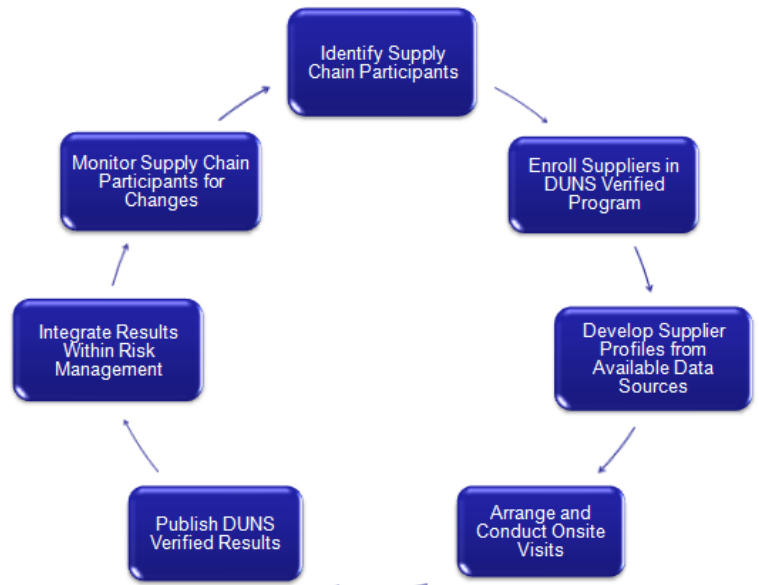 Identify Supply
Chain Participants
Enroll Suppliers in
DUNS Verified
Program
Develop Supplier
Profiles from
Available Data
Sources
Arrange and
Conduct Onsite
Visits
Publish DUNS
Verified Results
Integrate Results
Within Risk
Management
Monitor Supply Chain
Participants for
Changes